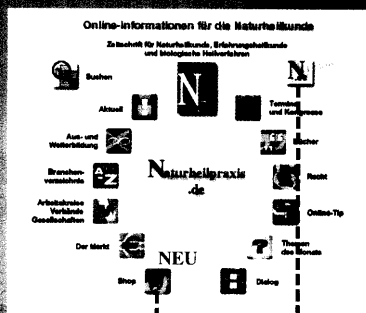 Online-Informationen für die Naturheilkunde
Zeitschrift für Naturheilkunde, Erfahrungsheilkunde
und biologische Heilverfahren
Suchen
N
N
Aktuell
Termine
und Kongresse
Aus- und
Weiterbildung
Bücher
Branchen-
verzeichnis
A-Z
Naturheilpraxis
.de
Recht
Arbeitskreise
Verbände
Gesellschaften
Online-Tip
Der Markt
€
?
Themen
des Monats
NEU
Shop
Dialog